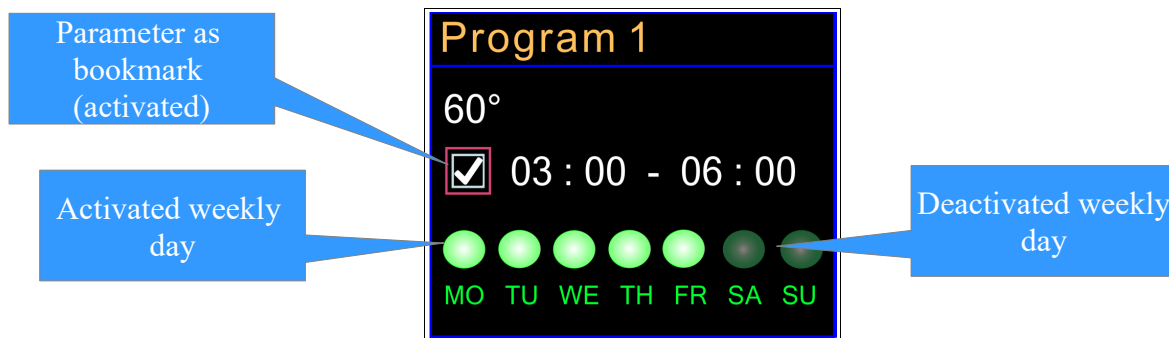 Parameter as
bookmark
(activated)
Program 1
60°
03 : 00 - 06 : 00
Activated weekly
day
Deactivated weekly
day
MO TU WE TH FR SA SU